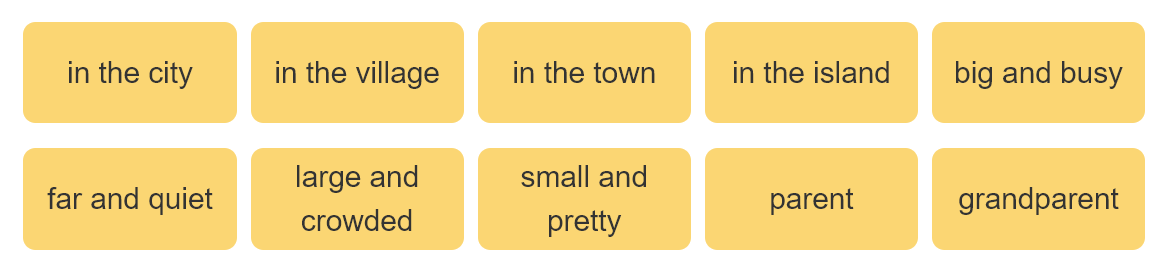 in the city
in the village
in the town
in the island
big and busy
far and quiet
large and
crowded
small and
pretty
parent
grandparent